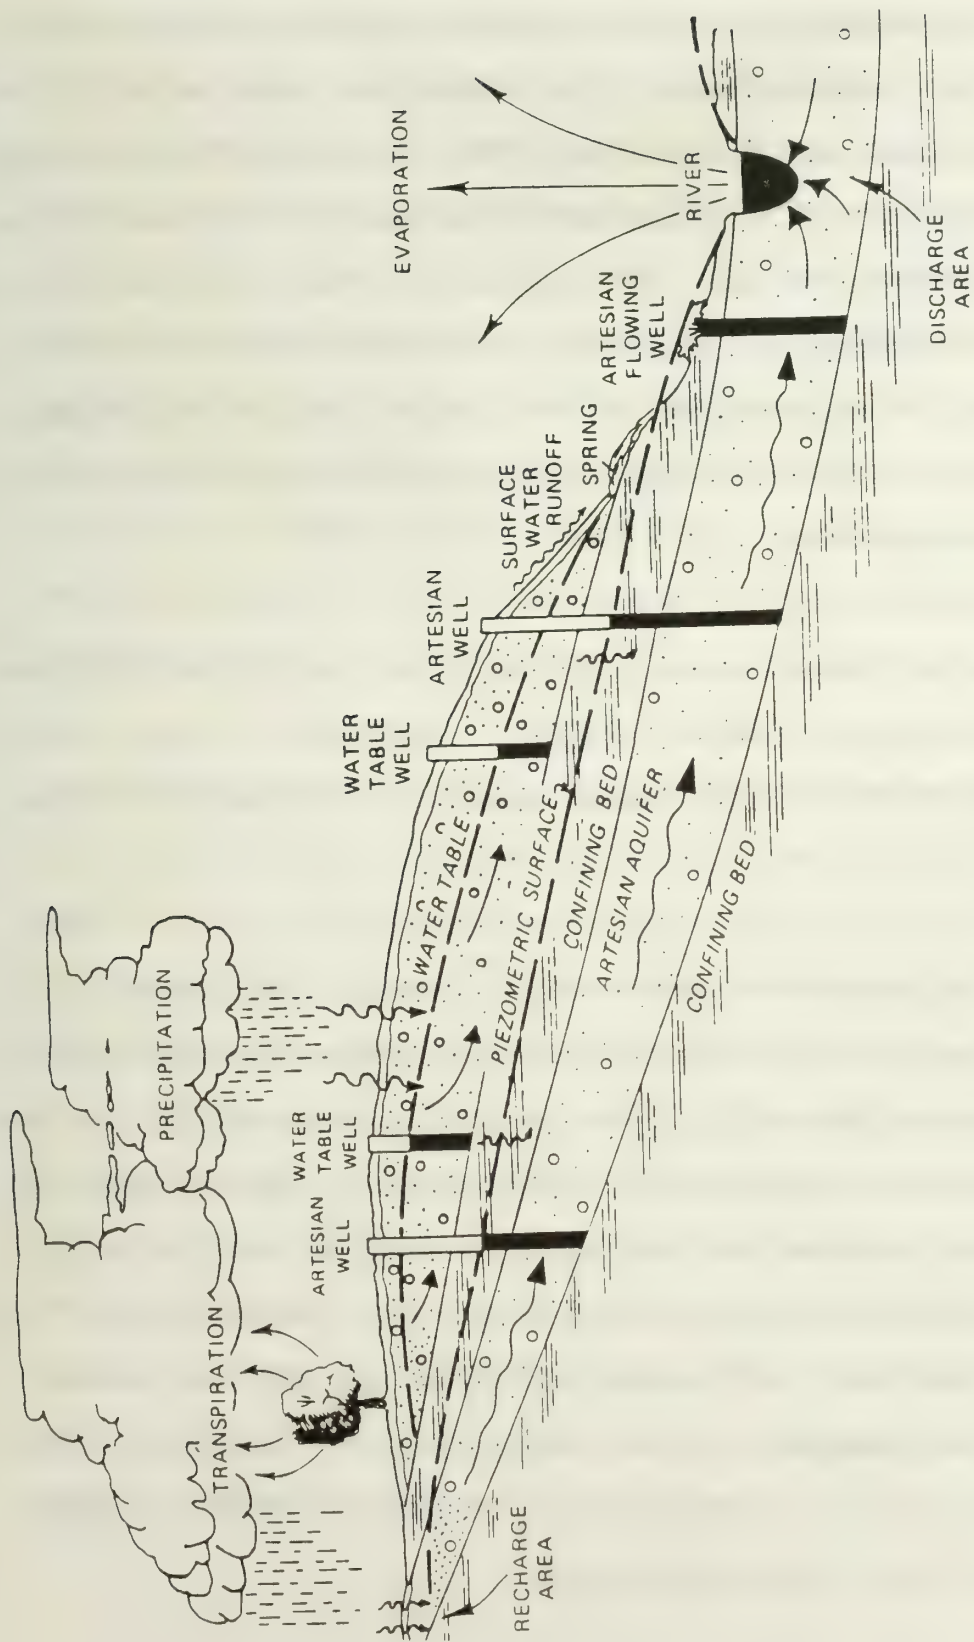 PRECIPITATION
TRANSPIRATION
EVAPORATION
RECHARGE
AREA
ARTESIAN
WELL
WATER
TABLE
WELL
WATER TABLE
PIEZOMETRIC SURFACE
CONFINING BED
ARTESIAN AQUIFER
CONFINING BED
WATER
TABLE
WELL
ARTESIAN
WELL
SURFACE
WATER
RUNOFF
SPRING
ARTESIAN
FLOWING
WELL
RIVER
DISCHARGE
AREA